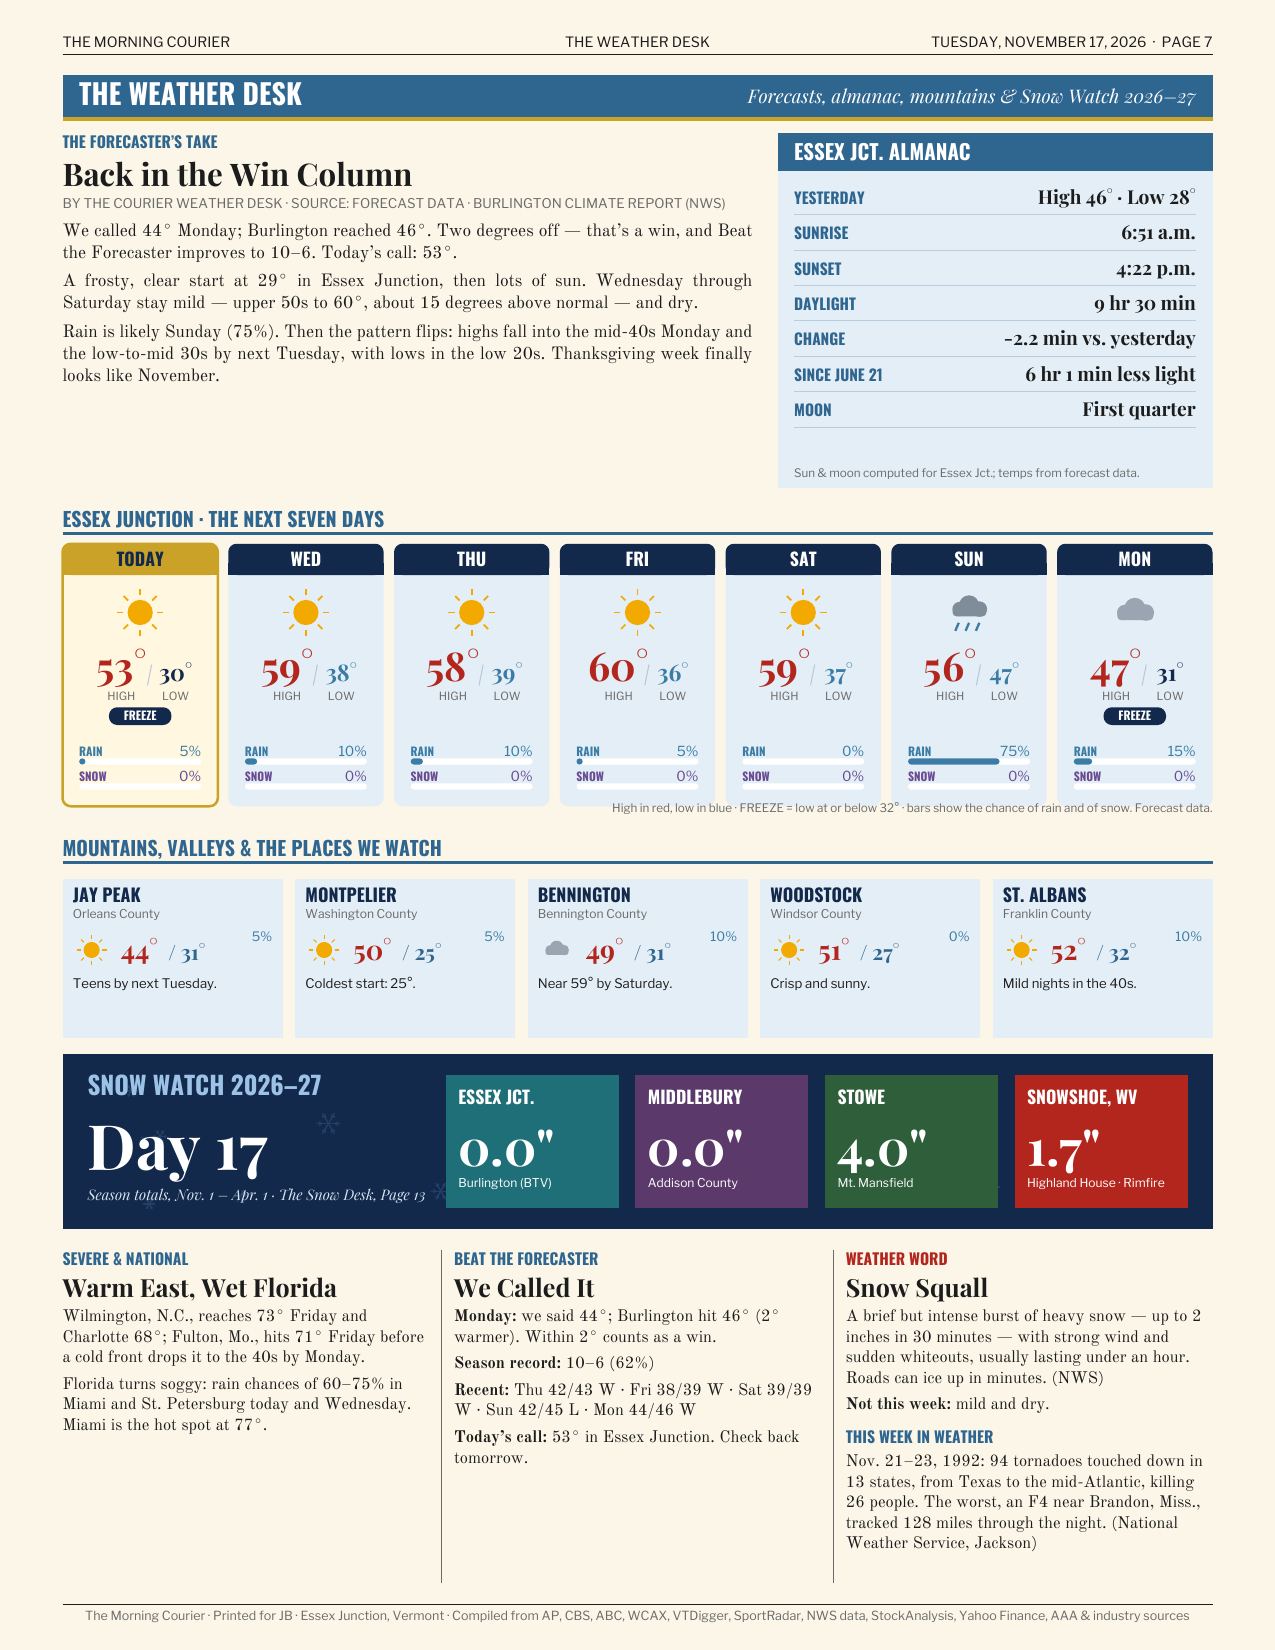 THE MORNING COURIER THE WEATHER DESK TUESDAY, NOVEMBER 17, 2026 · PAGE 7
THE WEATHER DESK Forecasts, almanac, mountains & Snow Watch 2026–27
THE FORECASTER'S TAKE
Back in the Win Column
BY THE COURIER WEATHER DESK · SOURCE: FORECAST DATA · BURLINGTON CLIMATE REPORT (NWS)
We called 44° Monday; Burlington reached 46°. Two degrees off — that's a win, and Beat
the Forecaster improves to 10–6. Today's call: 53°.
A frosty, clear start at 29° in Essex Junction, then lots of sun. Wednesday through
Saturday stay mild — upper 50s to 60°, about 15 degrees above normal — and dry.
Rain is likely Sunday (75%). Then the pattern flips: highs fall into the mid-40s Monday and
the low-to-mid 30s by next Tuesday, with lows in the low 20s. Thanksgiving week finally
looks like November.
ESSEX JCT. ALMANAC
YESTERDAY High 46° · Low 28°
SUNRISE 6:51 a.m.
SUNSET 4:22 p.m.
DAYLIGHT 9 hr 30 min
CHANGE -2.2 min vs. yesterday
SINCE JUNE 21 6 hr 1 min less light
MOON First quarter
Sun & moon computed for Essex Jct.; temps from forecast data.
ESSEX JUNCTION · THE NEXT SEVEN DAYS
TODAY
53° / 30°
HIGH LOW
FREEZE
RAIN 5%
SNOW 0%
WED
59° / 38°
HIGH LOW
RAIN 10%
SNOW 0%
THU
58° / 39°
HIGH LOW
RAIN 10%
SNOW 0%
FRI
60° / 36°
HIGH LOW
RAIN 5%
SNOW 0%
SAT
59° / 37°
HIGH LOW
RAIN 0%
SNOW 0%
SUN
56° / 47°
HIGH LOW
RAIN 75%
SNOW 0%
MON
47° / 31°
HIGH LOW
FREEZE
RAIN 15%
SNOW 0%
High in red, low in blue · FREEZE = low at or below 32° · bars show the chance of rain and of snow. Forecast data.
MOUNTAINS, VALLEYS & THE PLACES WE WATCH
JAY PEAK
Orleans County
5%
44° / 31°
Teens by next Tuesday.
MONTPELIER
Washington County
5%
50° / 25°
Coldest start: 25°.
BENNINGTON
Bennington County
10%
49° / 31°
Near 59° by Saturday.
WOODSTOCK
Windsor County
0%
51° / 27°
Crisp and sunny.
ST. ALBANS
Franklin County
10%
52° / 32°
Mild nights in the 40s.
SNOW WATCH 2026–27
Day 17
Season totals, Nov. 1 – Apr. 1 · The Snow Desk, Page 13
ESSEX JCT.
0.0"
Burlington (BTV)
MIDDLEBURY
0.0"
Addison County
STOWE
4.0"
Mt. Mansfield
SNOWSHOE, WV
1.7"
Highland House · Rimfire
SEVERE & NATIONAL
Warm East, Wet Florida
Wilmington, N.C., reaches 73° Friday and
Charlotte 68°; Fulton, Mo., hits 71° Friday before
a cold front drops it to the 40s by Monday.
Florida turns soggy: rain chances of 60–75% in
Miami and St. Petersburg today and Wednesday.
Miami is the hot spot at 77°.
BEAT THE FORECASTER
We Called It
Monday: we said 44°; Burlington hit 46° (2°
warmer). Within 2° counts as a win.
Season record: 10–6 (62%)
Recent: Thu 42/43 W · Fri 38/39 W · Sat 39/39
W · Sun 42/45 L · Mon 44/46 W
Today's call: 53° in Essex Junction. Check back
tomorrow.
WEATHER WORD
Snow Squall
A brief but intense burst of heavy snow — up to 2
inches in 30 minutes — with strong wind and
sudden whiteouts, usually lasting under an hour.
Roads can ice up in minutes. (NWS)
Not this week: mild and dry.
THIS WEEK IN WEATHER
Nov. 21–23, 1992: 94 tornadoes touched down in
13 states, from Texas to the mid-Atlantic, killing
26 people. The worst, an F4 near Brandon, Miss.,
tracked 128 miles through the night. (National
Weather Service, Jackson)
The Morning Courier · Printed for JB · Essex Junction, Vermont · Compiled from AP, CBS, ABC, WCAX, VTDigger, SportRadar, NWS data, StockAnalysis, Yahoo Finance, AAA & industry sources